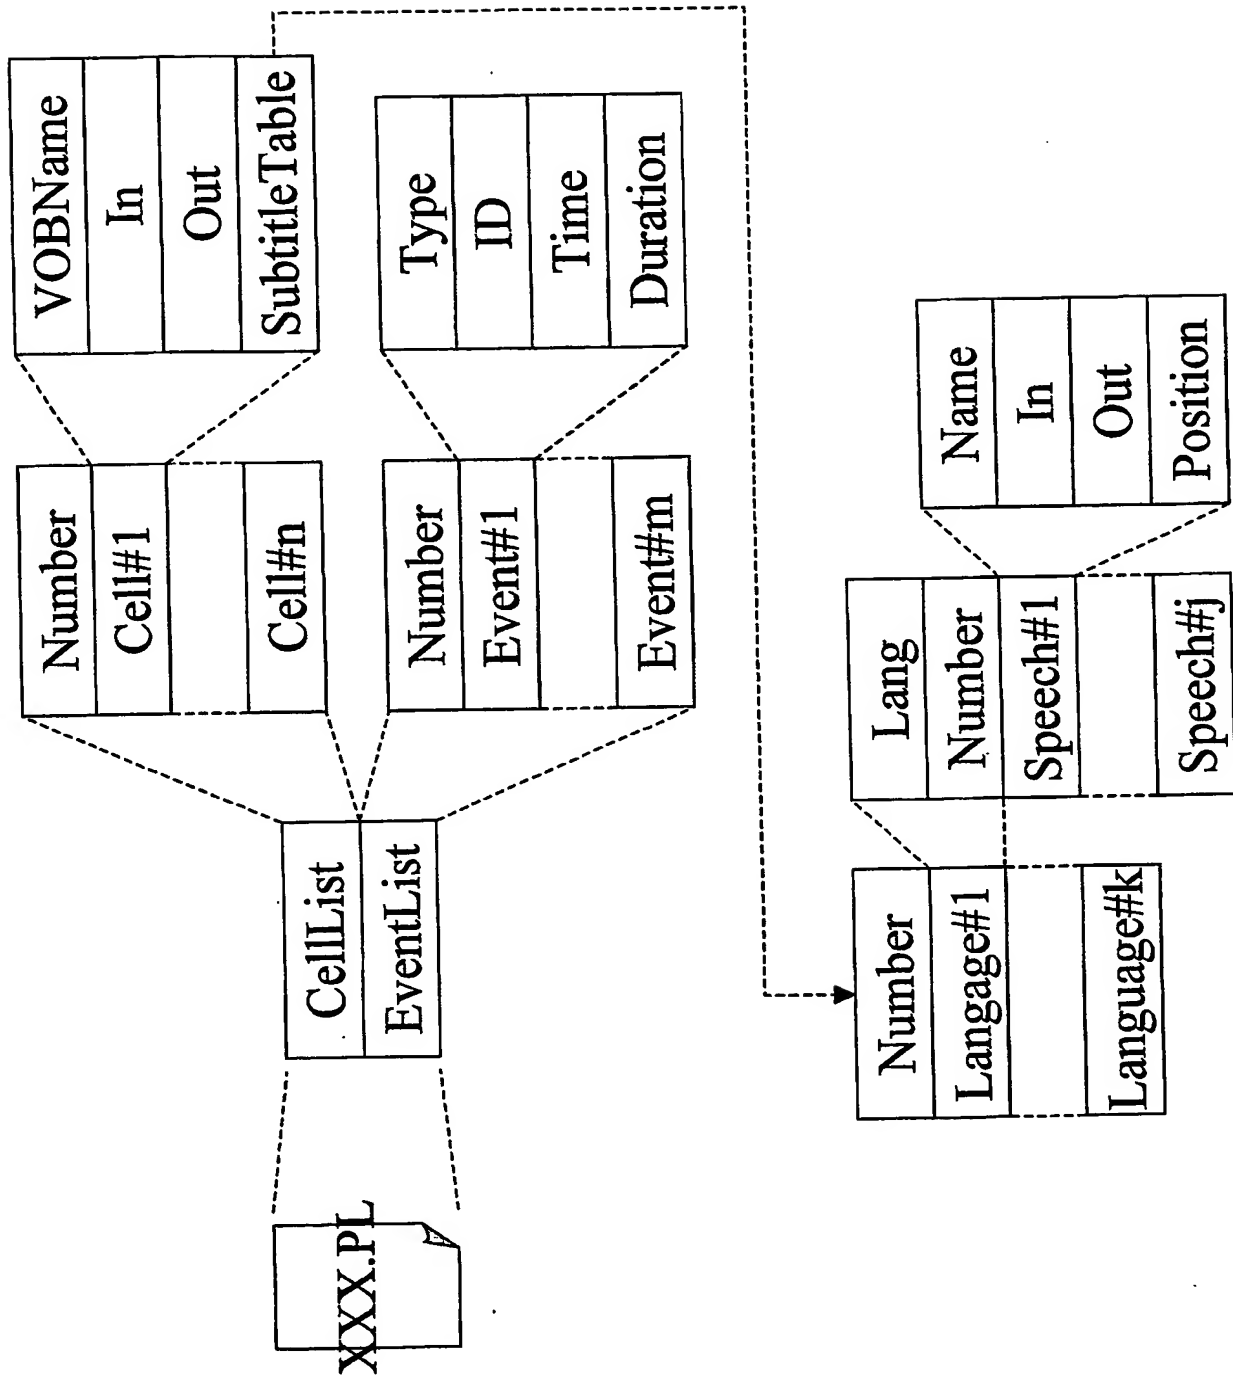 XXX.PL
CellList
EventList
Number
Cell#1
Cell#n
Number
Event#1
Event#m
VOBName
In
Out
SubtitleTable
Type
ID
Time
Duration
Number
Langage#1
Language#k
Lang
Number
Speech#1
Speech#j
Name
In
Out
Position